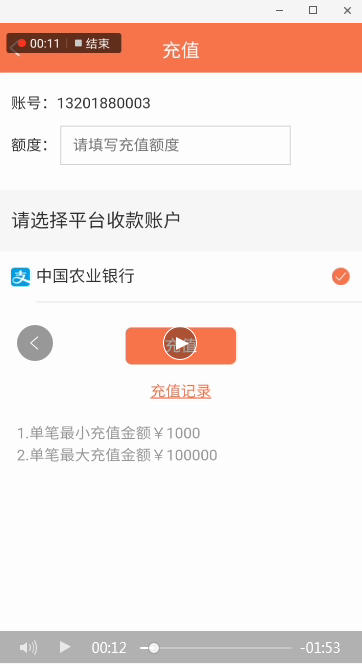 00:11 结束
充值
账号：13201880003
额度：
请填写充值额度
请选择平台收款账户
支 中国农业银行
充值
充值记录
1.单笔最小充值金额￥1000
2.单笔最大充值金额￥100000
00:12 -01:53